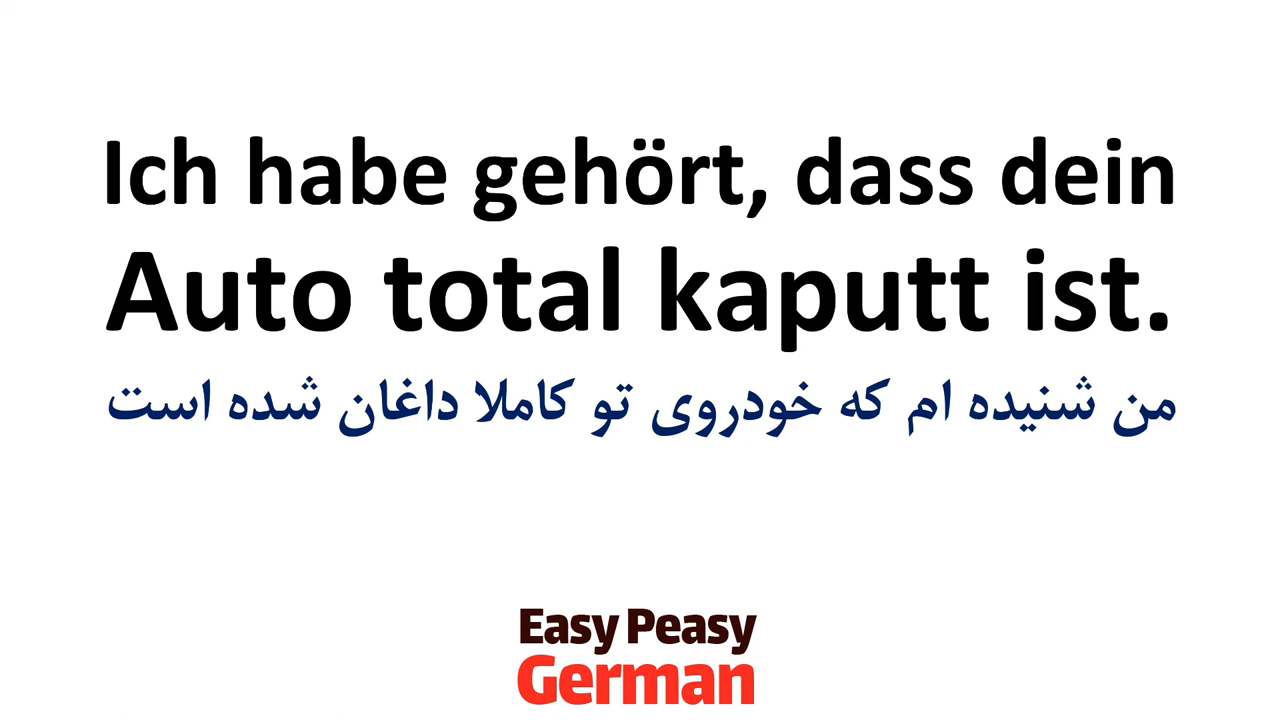 Ich habe gehört, dass dein
Auto total kaputt ist.
من شنیده ام که خودروی تو کاملا داغان شده است
Easy Peasy
German